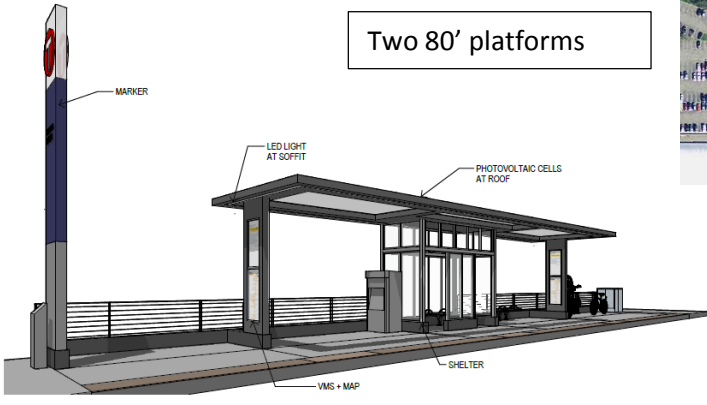 Two 80’ platforms
MARKER
LED LIGHT
AT SOFFIT
PHOTOVOLTAIC CELLS
AT ROOF
SHELTER
VMS + MAP